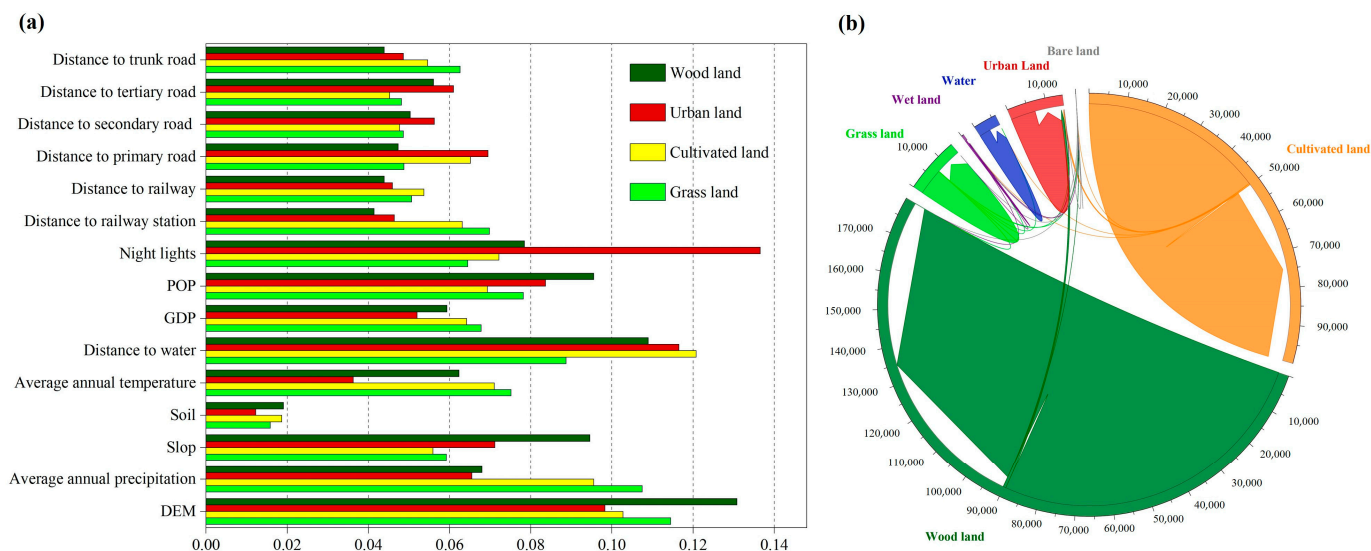 (a)
Distance to trunk road
Distance to tertiary road
Distance to secondary road
Distance to primary road
Distance to railway
Distance to railway station
Night lights
POP
GDP
Distance to water
Average annual temperature
Soil
Slop
Average annual precipitation
DEM
0.00 0.02 0.04 0.06 0.08 0.10 0.12 0.14
Wood land
Urban land
Cultivated land
Grass land
(b)
Bare land
Urban Land
Water
Wet land
Grass land
Cultivated land
Wood land
10,000
10,000
10,000
20,000
30,000
40,000
50,000
60,000
70,000
80,000
90,000
10,000
20,000
30,000
40,000
50,000
60,000
70,000
80,000
90,000
100,000
110,000
120,000
130,000
140,000
150,000
160,000
170,000